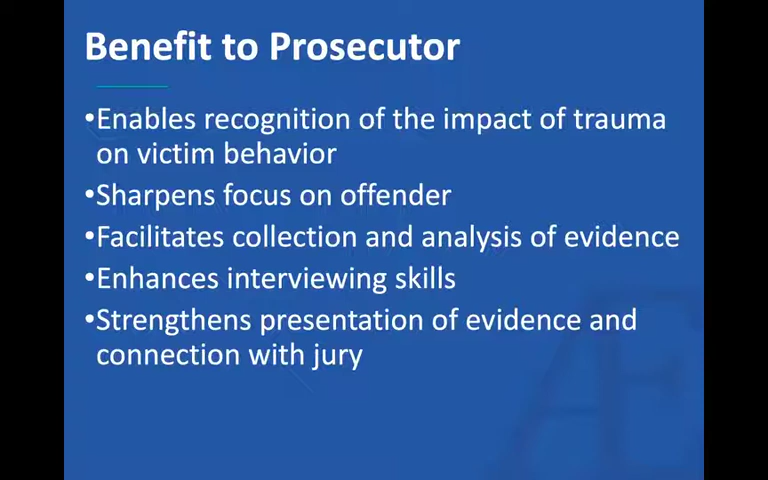 Benefit to Prosecutor
•Enables recognition of the impact of trauma
on victim behavior
•Sharpens focus on offender
•Facilitates collection and analysis of evidence
•Enhances interviewing skills
•Strengthens presentation of evidence and
connection with jury
Æ